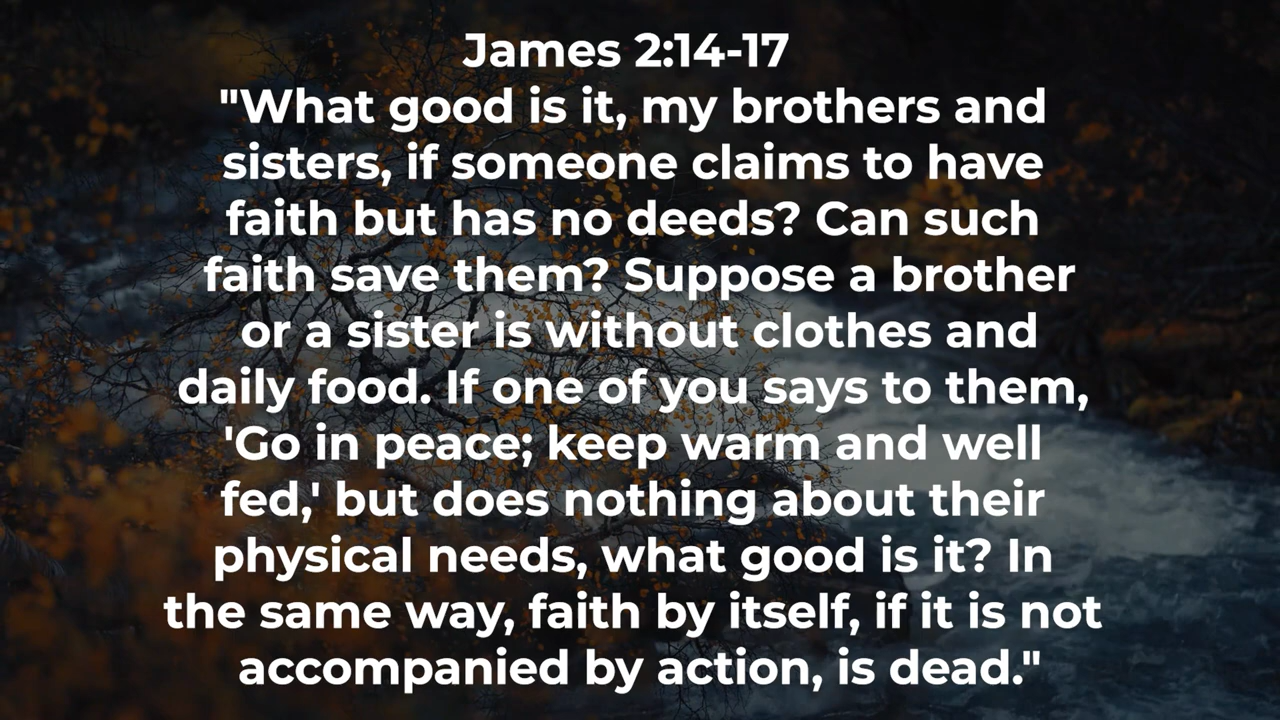 James 2:14-17
"What good is it, my brothers and
sisters, if someone claims to have
faith but has no deeds? Can such
faith save them? Suppose a brother
or a sister is without clothes and
daily food. If one of you says to them,
'Go in peace; keep warm and well
fed,' but does nothing about their
physical needs, what good is it? In
the same way, faith by itself, if it is not
accompanied by action, is dead."